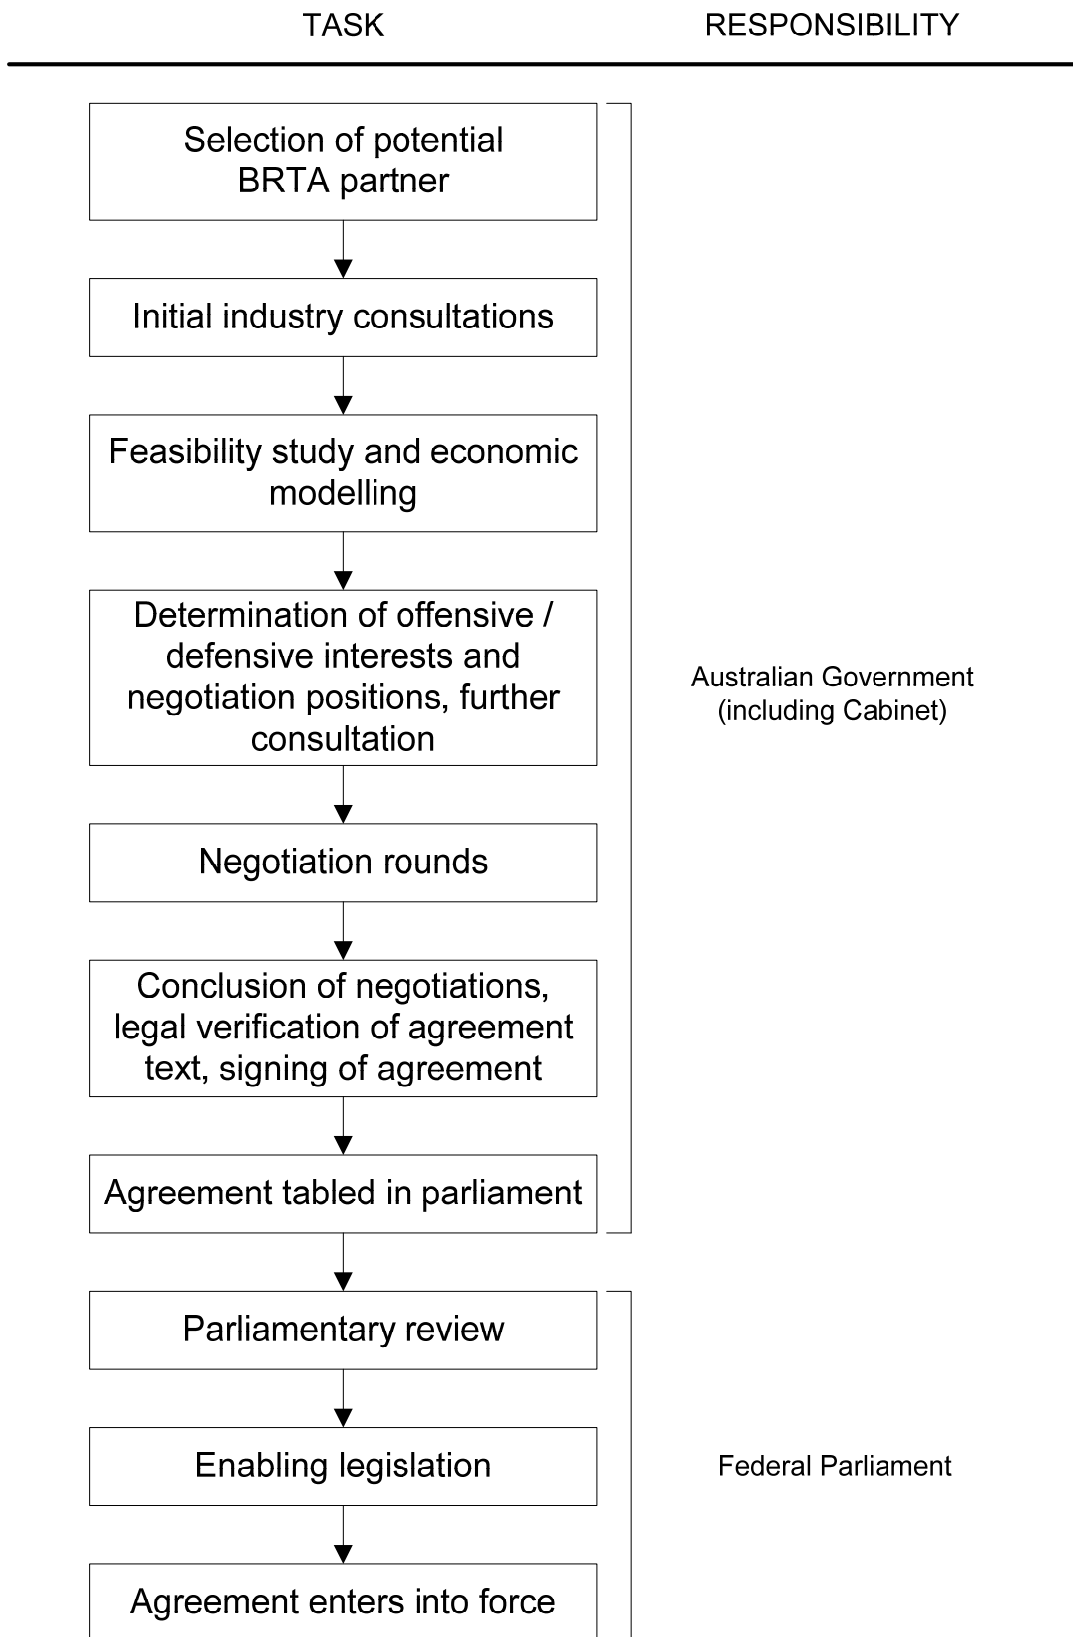 TASK
RESPONSIBILITY
Selection of potential
BRTA partner
Initial industry consultations
Feasibility study and economic
modelling
Determination of offensive /
defensive interests and
negotiation positions, further
consultation
Australian Government
(including Cabinet)
Negotiation rounds
Conclusion of negotiations,
legal verification of agreement
text, signing of agreement
Agreement tabled in parliament
Parliamentary review
Enabling legislation
Federal Parliament
Agreement enters into force